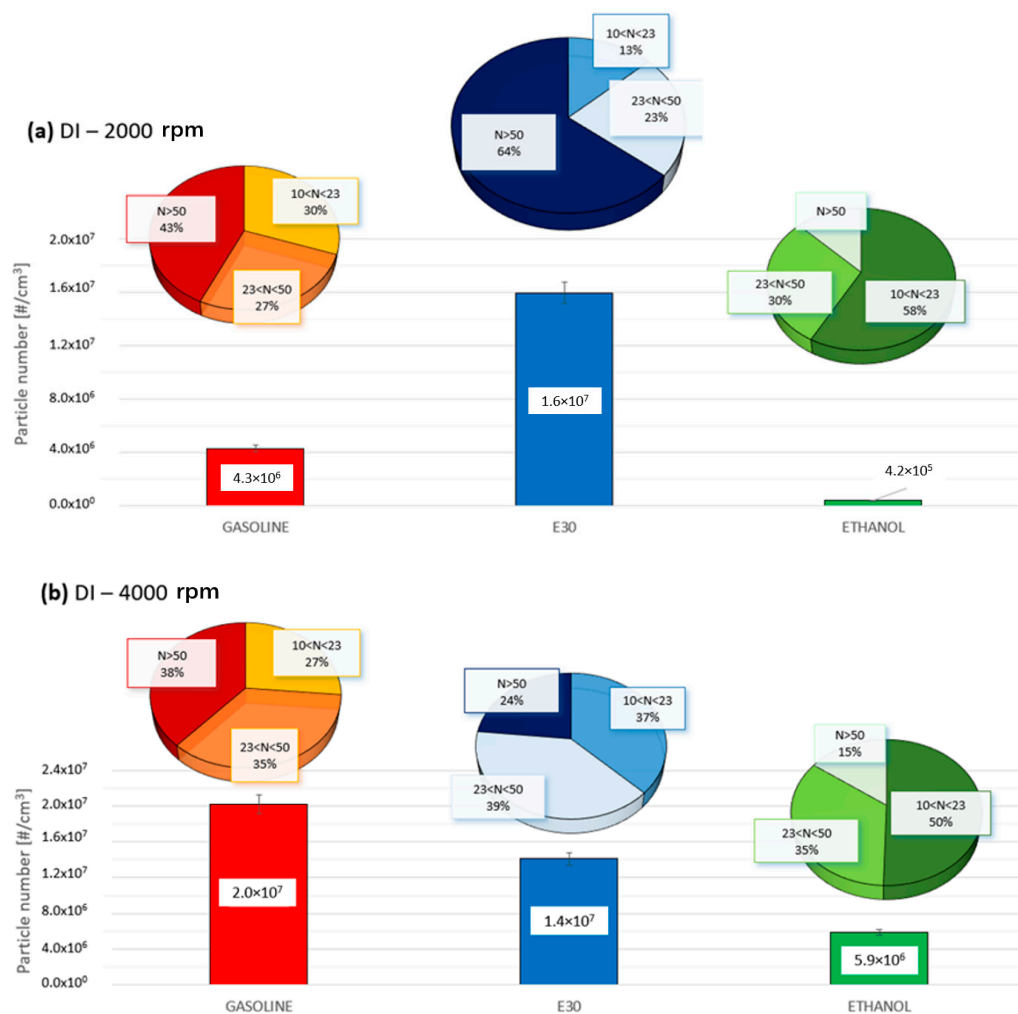 (a) DI – 2000 rpm
10<N<23
13%
23<N<50
23%
N>50
64%
10<N<23
30%
N>50
43%
23<N<50
27%
N>50
23<N<50
30%
10<N<23
58%
Particle number [#/cm³]
2.0x10⁷
1.6x10⁷
1.2x10⁷
8.0x10⁶
4.0x10⁶
0.0x10⁰
4.3×10⁶
1.6×10⁷
4.2×10⁵
GASOLINE
E30
ETHANOL
(b) DI – 4000 rpm
N>50
38%
10<N<23
27%
23<N<50
35%
N>50
24%
10<N<23
37%
23<N<50
39%
N>50
15%
10<N<23
50%
23<N<50
35%
Particle number [#/cm³]
2.4x10⁷
2.0x10⁷
1.6x10⁷
1.2x10⁷
8.0x10⁶
4.0x10⁶
0.0x10⁰
2.0×10⁷
1.4×10⁷
5.9×10⁶
GASOLINE
E30
ETHANOL